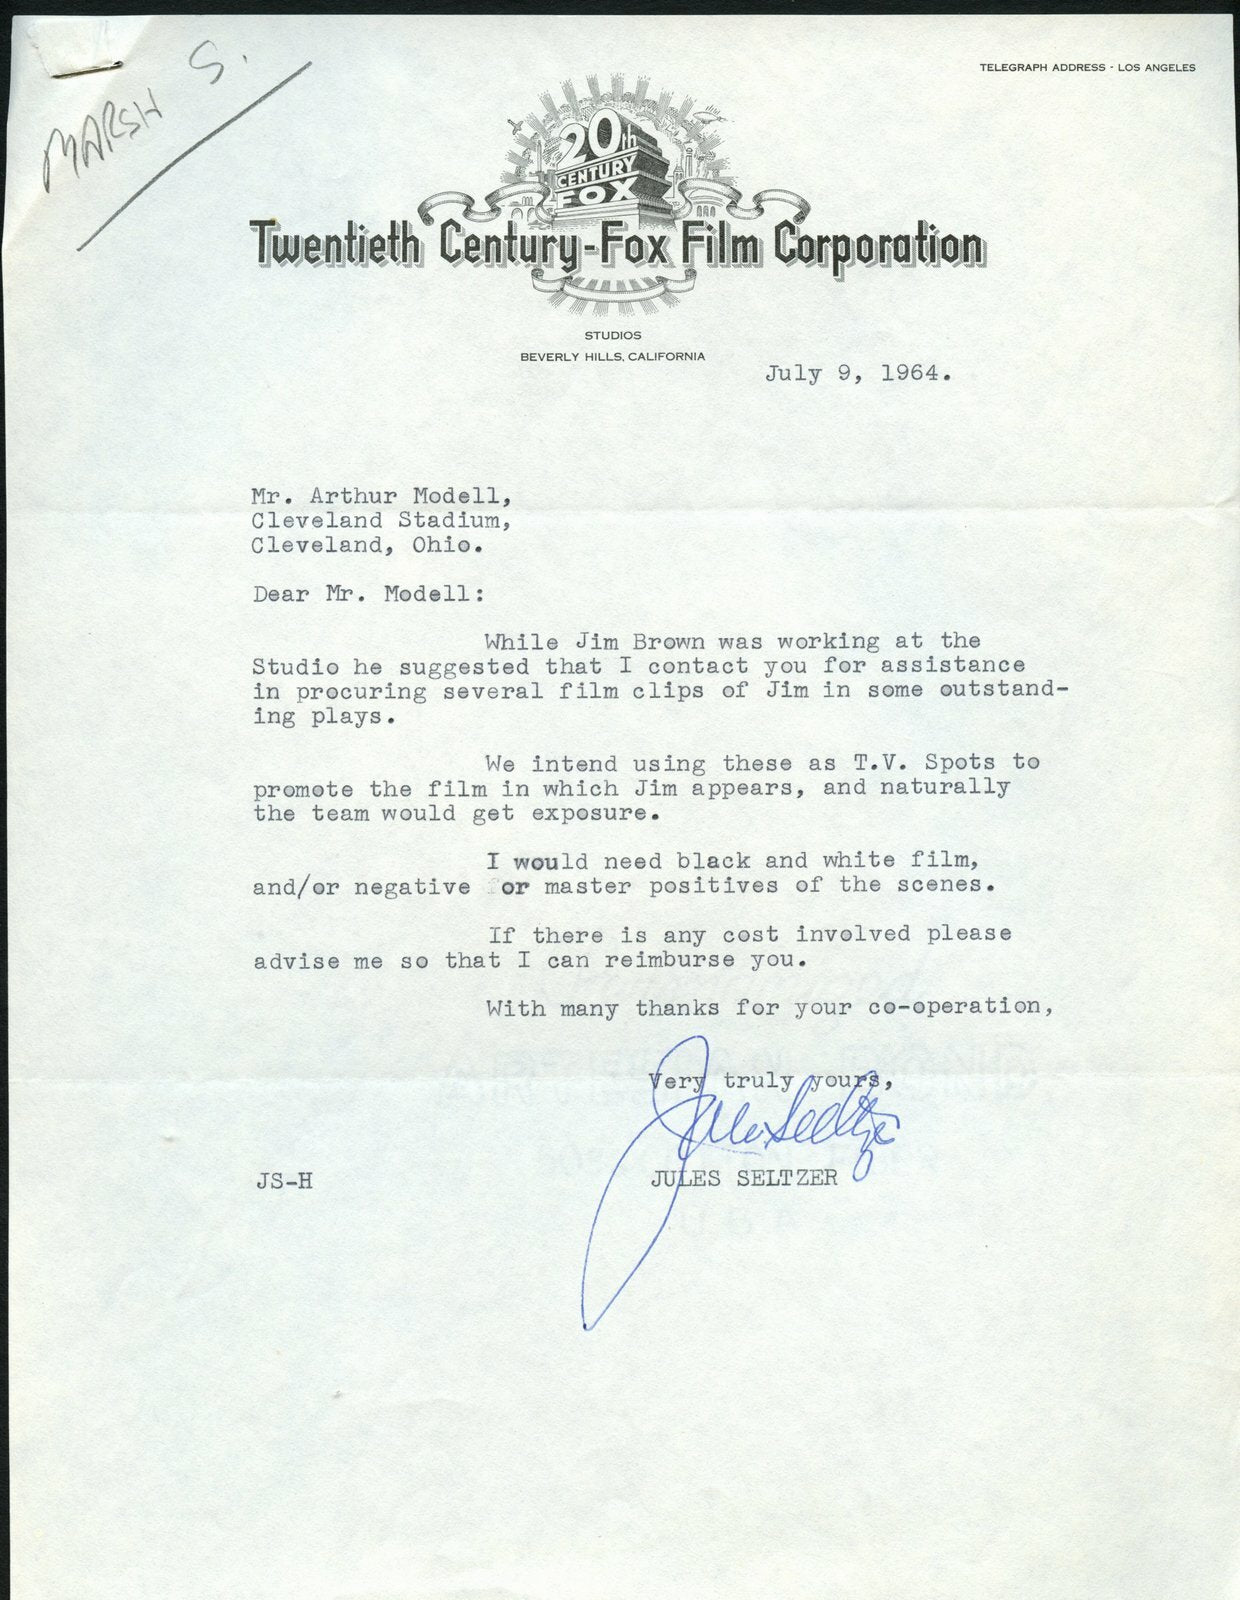 MARSH S.
TELEGRAPH ADDRESS · LOS ANGELES
20th
CENTURY
FOX
Twentieth Century-Fox Film Corporation
STUDIOS
BEVERLY HILLS, CALIFORNIA
July 9, 1964.
Mr. Arthur Modell,
Cleveland Stadium,
Cleveland, Ohio.
Dear Mr. Modell:
While Jim Brown was working at the
Studio he suggested that I contact you for assistance
in procuring several film clips of Jim in some outstand-
ing plays.
We intend using these as T.V. Spots to
promote the film in which Jim appears, and naturally
the team would get exposure.
I would need black and white film,
and/or negative or master positives of the scenes.
If there is any cost involved please
advise me so that I can reimburse you.
With many thanks for your co-operation,
Very truly yours,
Jules Seltzer
JS-H JULES SELTZER